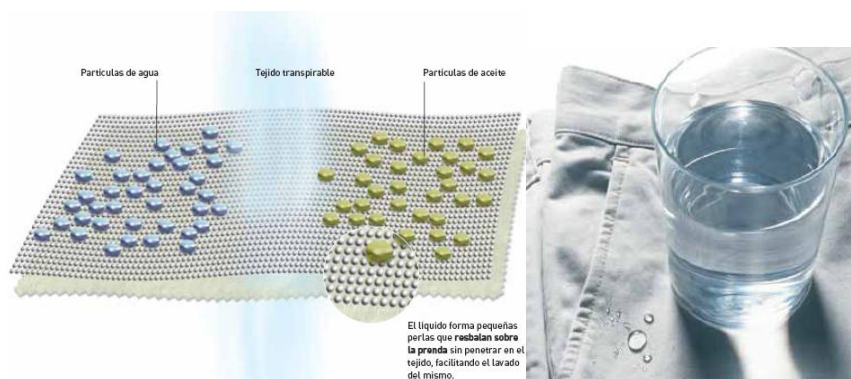 Partículas de agua
Tejido transpirable
Partículas de aceite
El líquido forma pequeñas
perlas que resbalan sobre
la prenda sin penetrar en el
tejido, facilitando el lavado
del mismo.